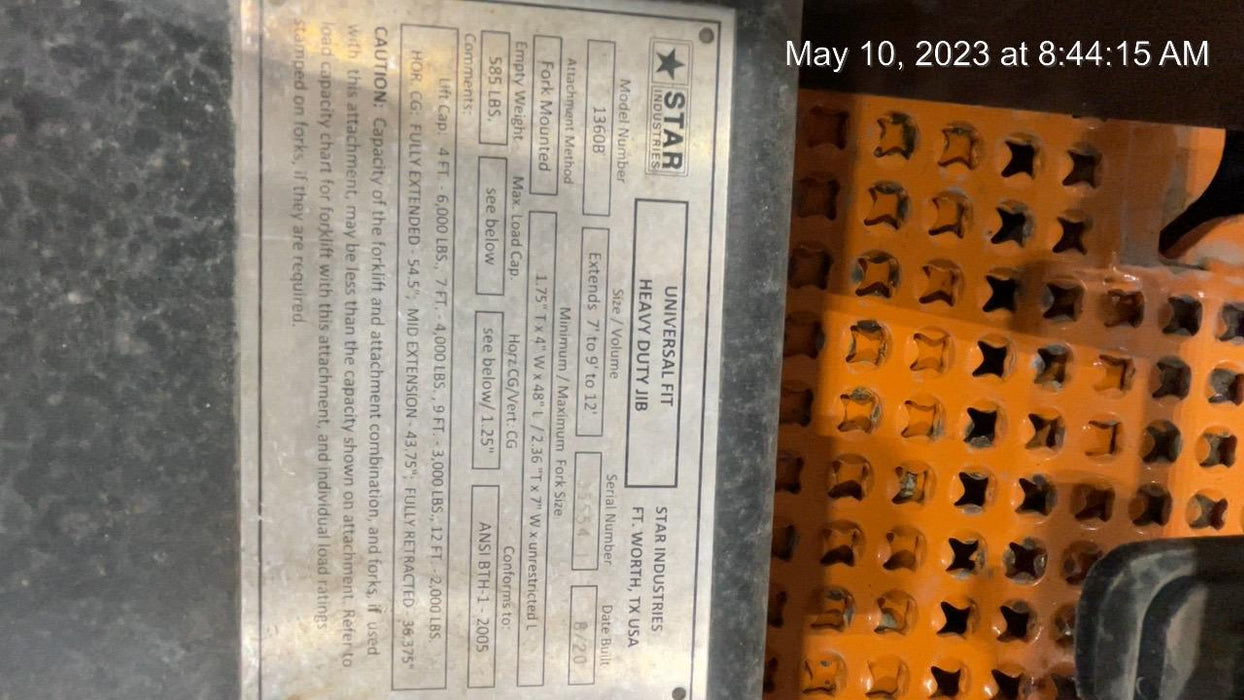 May 10, 2023 at 8:44:15 AM
STAR
INDUSTRIES
UNIVERSAL FIT
HEAVY DUTY JIB
STAR INDUSTRIES
FT. WORTH, TX USA
Model Number Size / Volume Serial Number Date Built
1360B Extends 7' to 9' to 12' 8/20
Attachment Method Minimum / Maximum Fork Size
Fork Mounted 1.75" T x 4" W x 48" L / 2.36 "T x 7" W x unrestricted L
Empty Weight Max. Load Cap. Horz.CG/Vert. CG Conforms to:
585 LBS. see below see below/ 1.25" ANSI BTH-1 - 2005
Comments:
Lift Cap. 4 FT. - 6,000 LBS., 7 FT. - 4,000 LBS., 9 FT. - 3,000 LBS., 12 FT. - 2,000 LBS.
HOR. CG: FULLY EXTENDED - 54.5"; MID EXTENSION - 43.75"; FULLY RETRACTED - 36.375"
CAUTION: Capacity of the forklift and attachment combination, and forks, if used
with this attachment, may be less than the capacity shown on attachment. Refer to
load capacity chart for forklift with this attachment, and individual load ratings
stamped on forks, if they are required.